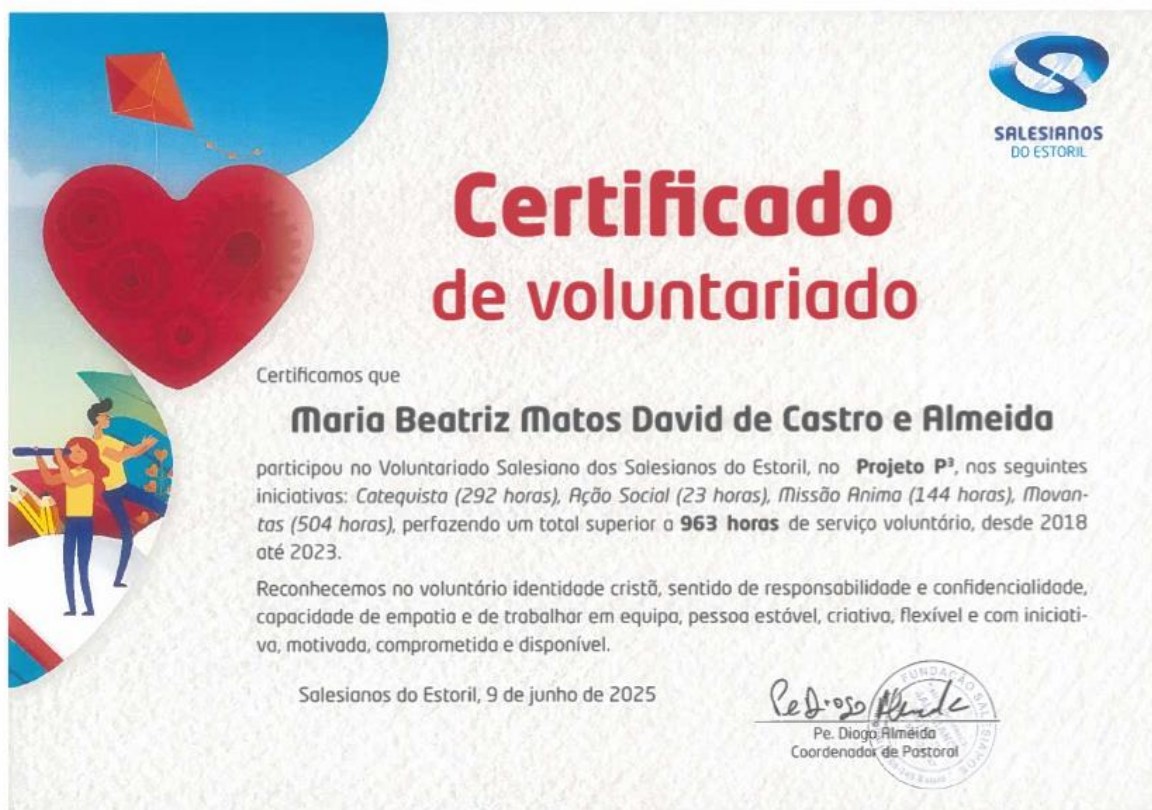 SALESIANOS
DO ESTORIL
Certificado
de voluntariado
Certificamos que
Maria Beatriz Matos David de Castro e Almeida
participou no Voluntariado Salesiano dos Salesianos do Estoril, no Projeto P³, nas seguintes
iniciativas: Catequista (292 horas), Ação Social (23 horas), Missão Anima (144 horas), Movan-
tas (504 horas), perfazendo um total superior a 963 horas de serviço voluntário, desde 2018
até 2023.
Reconhecemos no voluntário identidade cristã, sentido de responsabilidade e confidencialidade,
capacidade de empatia e de trabalhar em equipa, pessoa estável, criativa, flexível e com iniciati-
va, motivada, comprometida e disponível.
Salesianos do Estoril, 9 de junho de 2025
Pe Diogo Almeida
Pe. Diogo Almeida
Coordenador de Pastoral
FUNDAÇÃO SALESIANOS